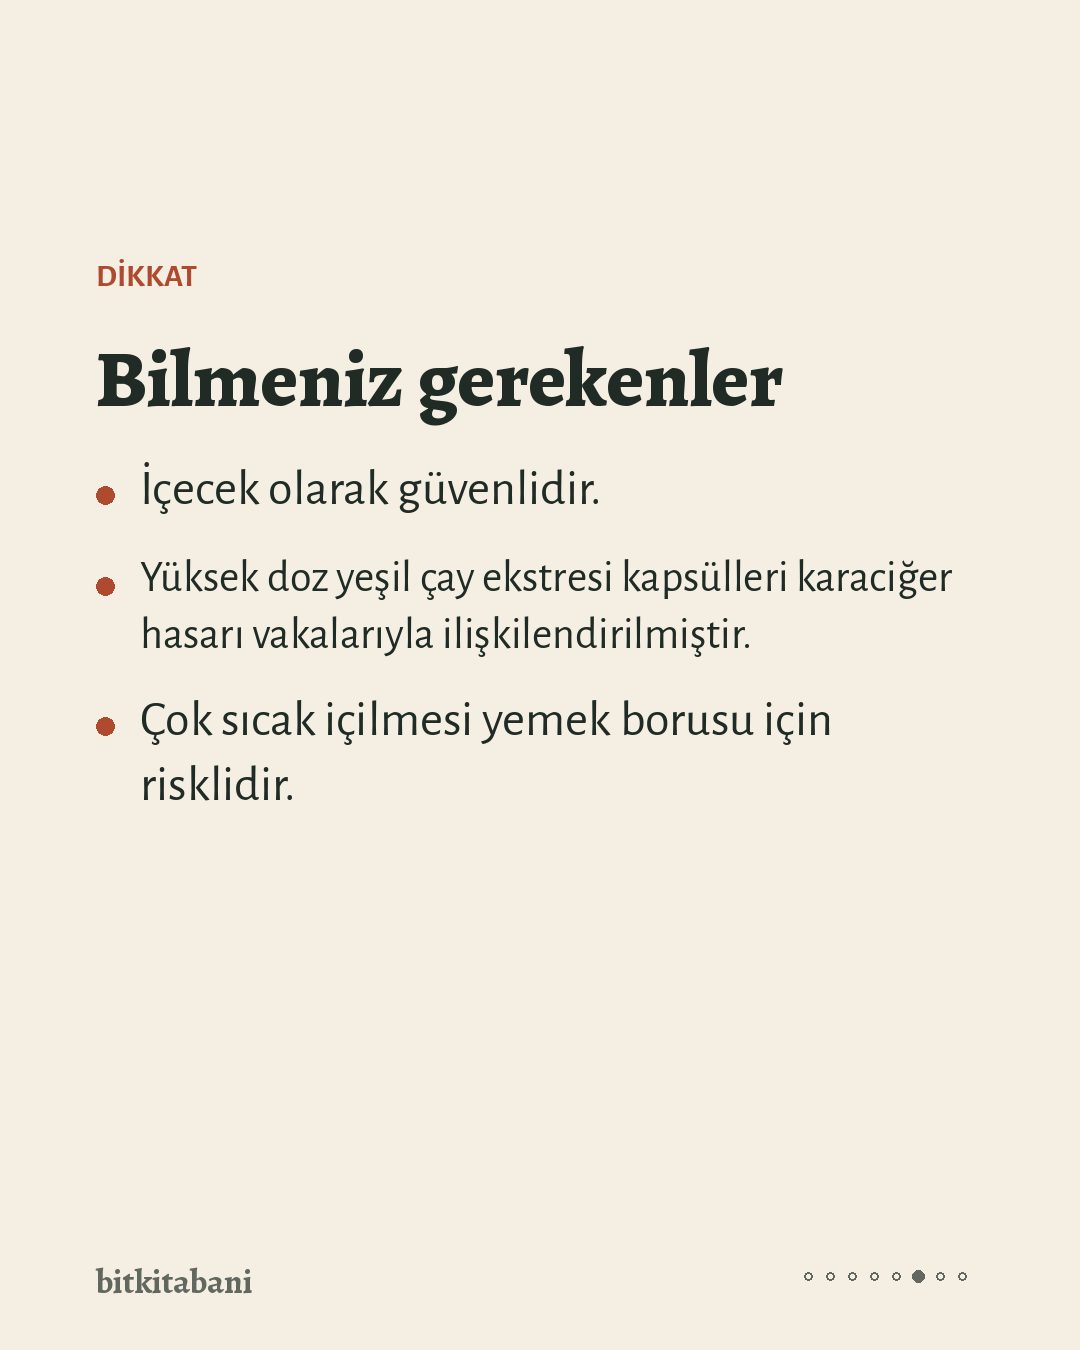 DİKKAT
Bilmeniz gerekenler
İçecek olarak güvenlidir.
Yüksek doz yeşil çay ekstresi kapsülleri karaciğer
hasarı vakalarıyla ilişkilendirilmiştir.
Çok sıcak içilmesi yemek borusu için
risklidir.
bitkitabani